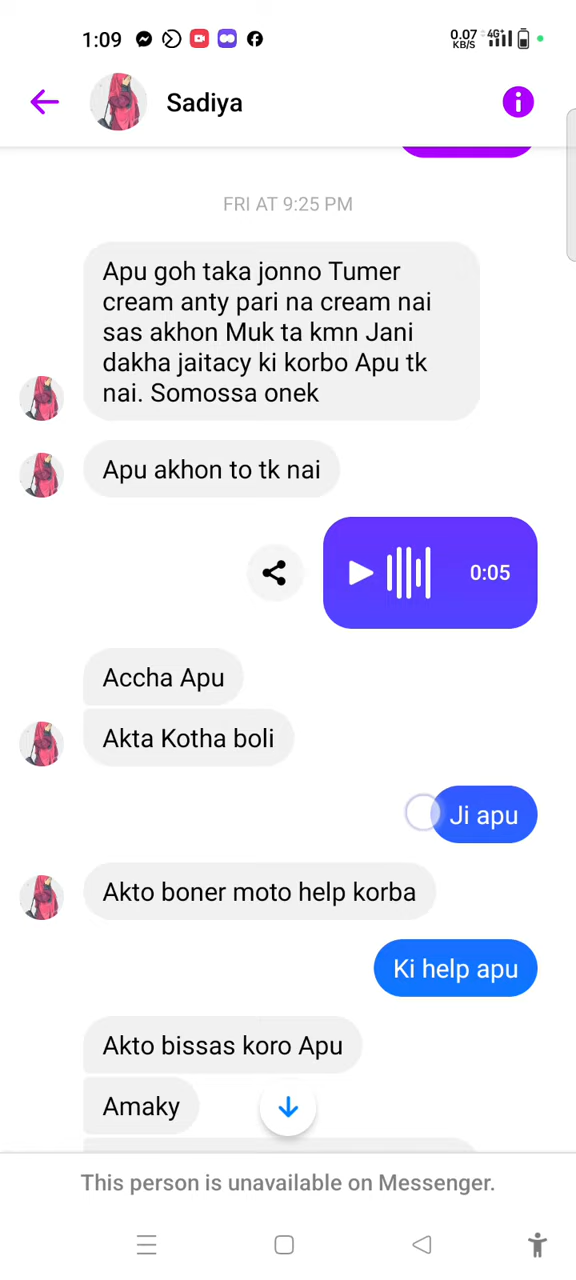 1:09
0.07 KB/S 4G+
Sadiya
FRI AT 9:25 PM
Apu goh taka jonno Tumer
cream anty pari na cream nai
sas akhon Muk ta kmn Jani
dakha jaitacy ki korbo Apu tk
nai. Somossa onek
Apu akhon to tk nai
0:05
Accha Apu
Akta Kotha boli
Ji apu
Akto boner moto help korba
Ki help apu
Akto bissas koro Apu
Amaky
This person is unavailable on Messenger.